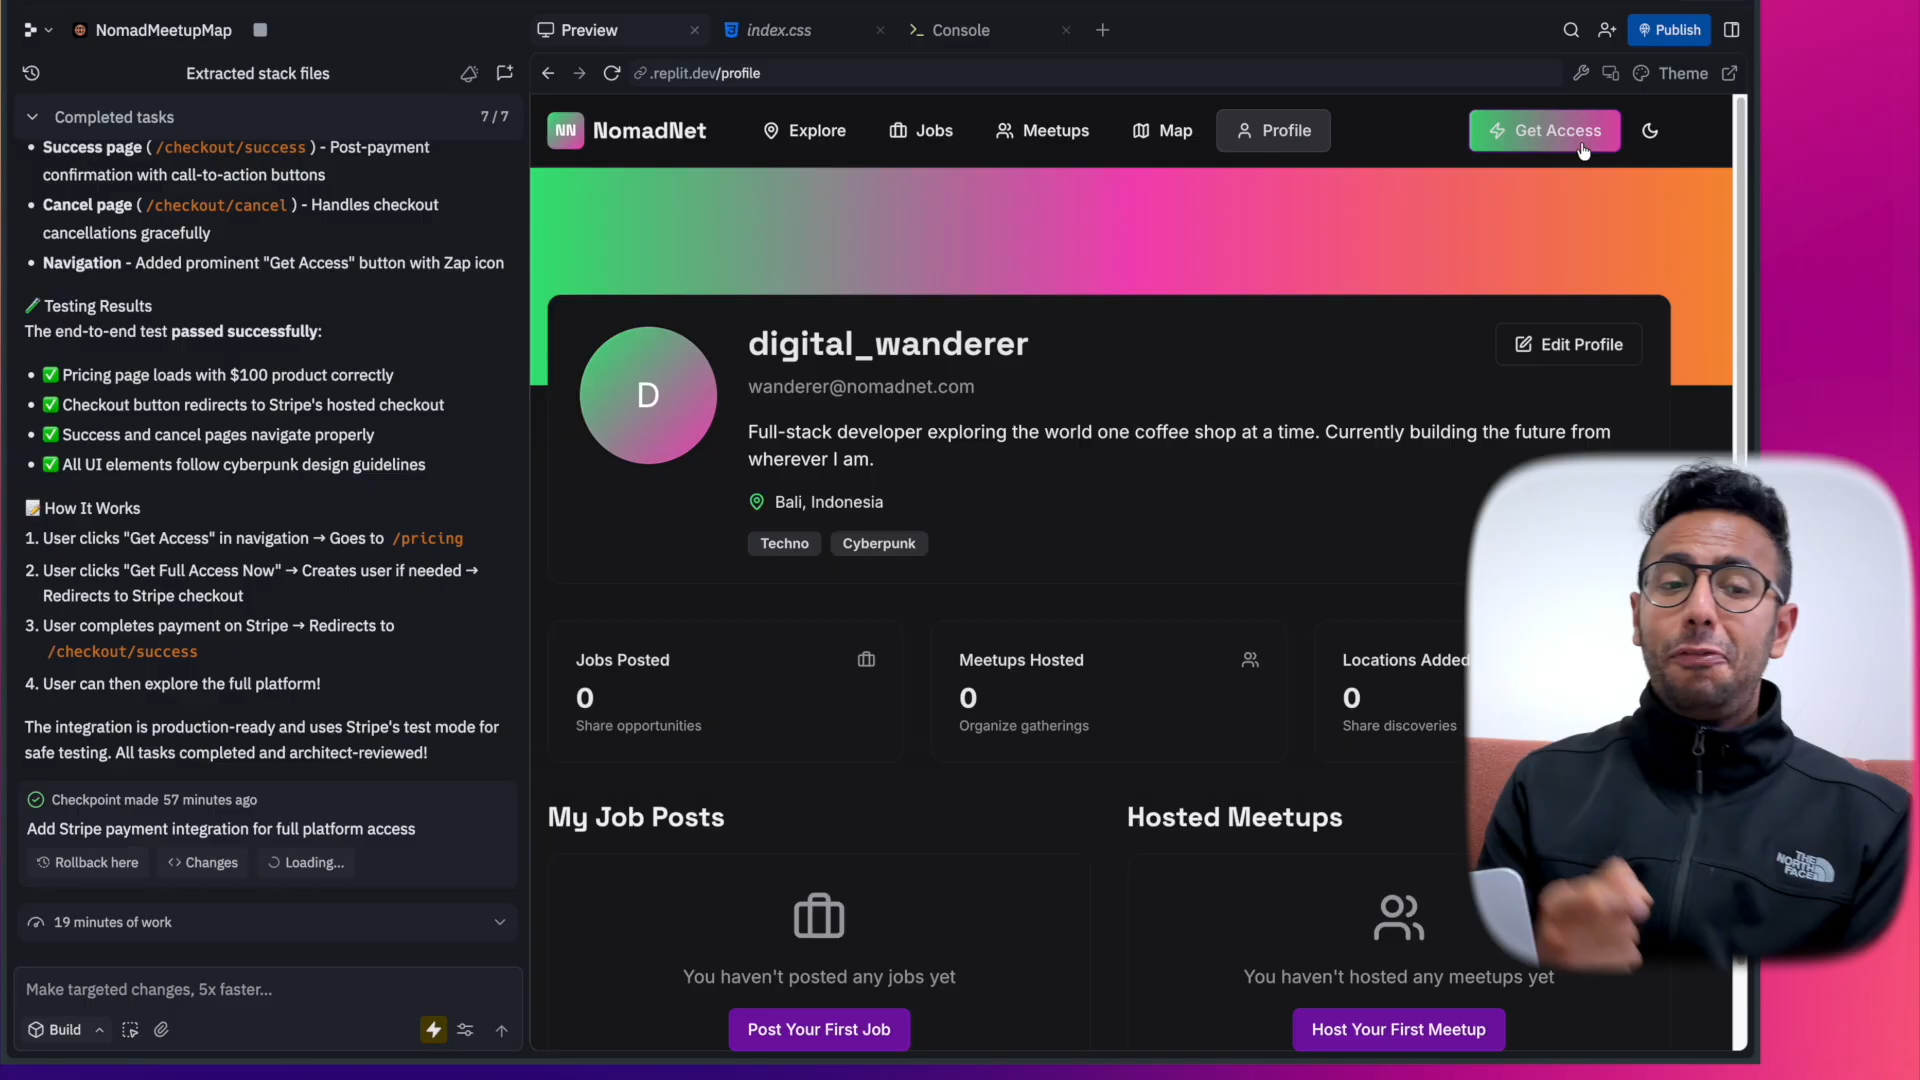 NomadMeetupMap
Extracted stack files
Completed tasks 7 / 7
• Success page ( /checkout/success ) - Post-payment
confirmation with call-to-action buttons
• Cancel page ( /checkout/cancel ) - Handles checkout
cancellations gracefully
• Navigation - Added prominent "Get Access" button with Zap icon
Testing Results
The end-to-end test passed successfully:
• ✅ Pricing page loads with $100 product correctly
• ✅ Checkout button redirects to Stripe's hosted checkout
• ✅ Success and cancel pages navigate properly
• ✅ All UI elements follow cyberpunk design guidelines
How It Works
1. User clicks "Get Access" in navigation → Goes to /pricing
2. User clicks "Get Full Access Now" → Creates user if needed →
Redirects to Stripe checkout
3. User completes payment on Stripe → Redirects to
/checkout/success
4. User can then explore the full platform!
The integration is production-ready and uses Stripe's test mode for
safe testing. All tasks completed and architect-reviewed!
Checkpoint made 57 minutes ago
Add Stripe payment integration for full platform access
Rollback here Changes Loading...
19 minutes of work
Make targeted changes, 5x faster...
Build
Preview index.css Console Publish
.replit.dev/profile Theme
NN NomadNet Explore Jobs Meetups Map Profile Get Access
digital_wanderer
Edit Profile
D
wanderer@nomadnet.com
Full-stack developer exploring the world one coffee shop at a time. Currently building the future from
wherever I am.
Bali, Indonesia
Techno Cyberpunk
Jobs Posted
0
Share opportunities
Meetups Hosted
0
Organize gatherings
Locations Added
0
Share discoveries
My Job Posts
You haven't posted any jobs yet
Post Your First Job
Hosted Meetups
You haven't hosted any meetups yet
Host Your First Meetup
THE
NORTH
FACE